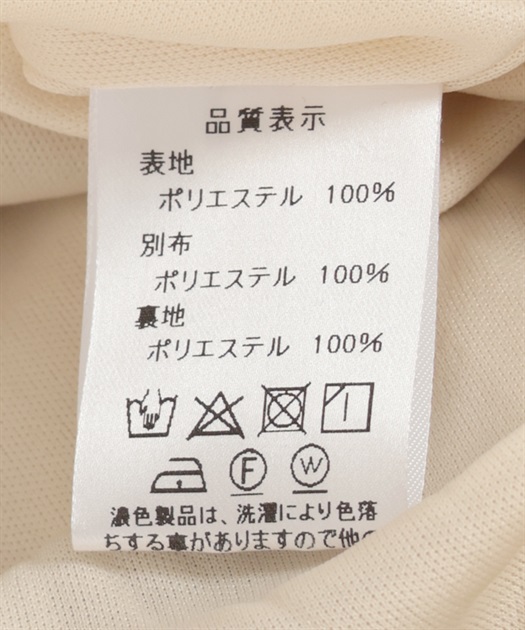 品質表示
表地
ポリエステル 100%
別布
ポリエステル 100%
裏地
ポリエステル 100%
F W
濃色製品は、洗濯により色落
ちする事がありますので他の